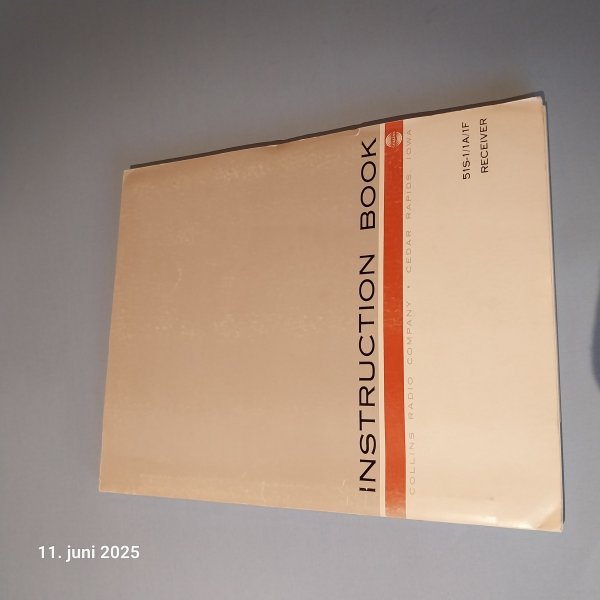 INSTRUCTION BOOK
COLLINS RADIO COMPANY • CEDAR RAPIDS IOWA
51S-1/1A/1F
RECEIVER
11. juni 2025